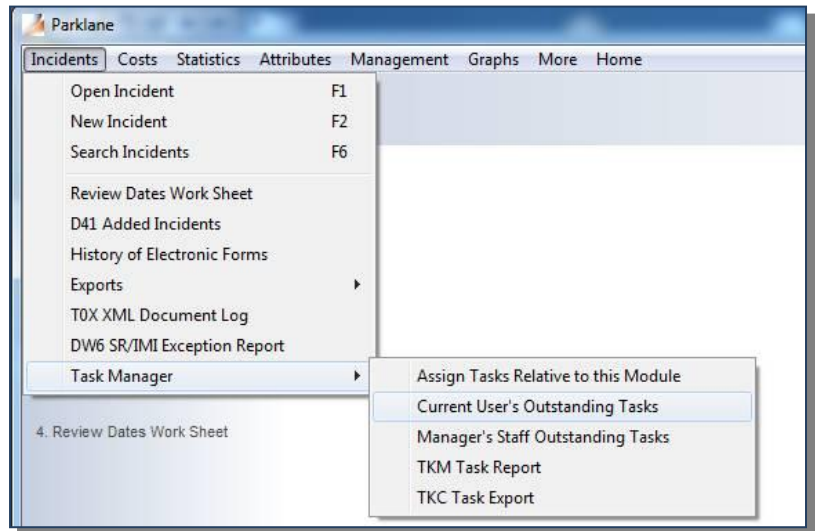 Parklane
Incidents Costs Statistics Attributes Management Graphs More Home
Open Incident F1
New Incident F2
Search Incidents F6
Review Dates Work Sheet
D41 Added Incidents
History of Electronic Forms
Exports
T0X XML Document Log
DW6 SR/IMI Exception Report
Task Manager
Assign Tasks Relative to this Module
Current User's Outstanding Tasks
Manager's Staff Outstanding Tasks
TKM Task Report
TKC Task Export
4. Review Dates Work Sheet